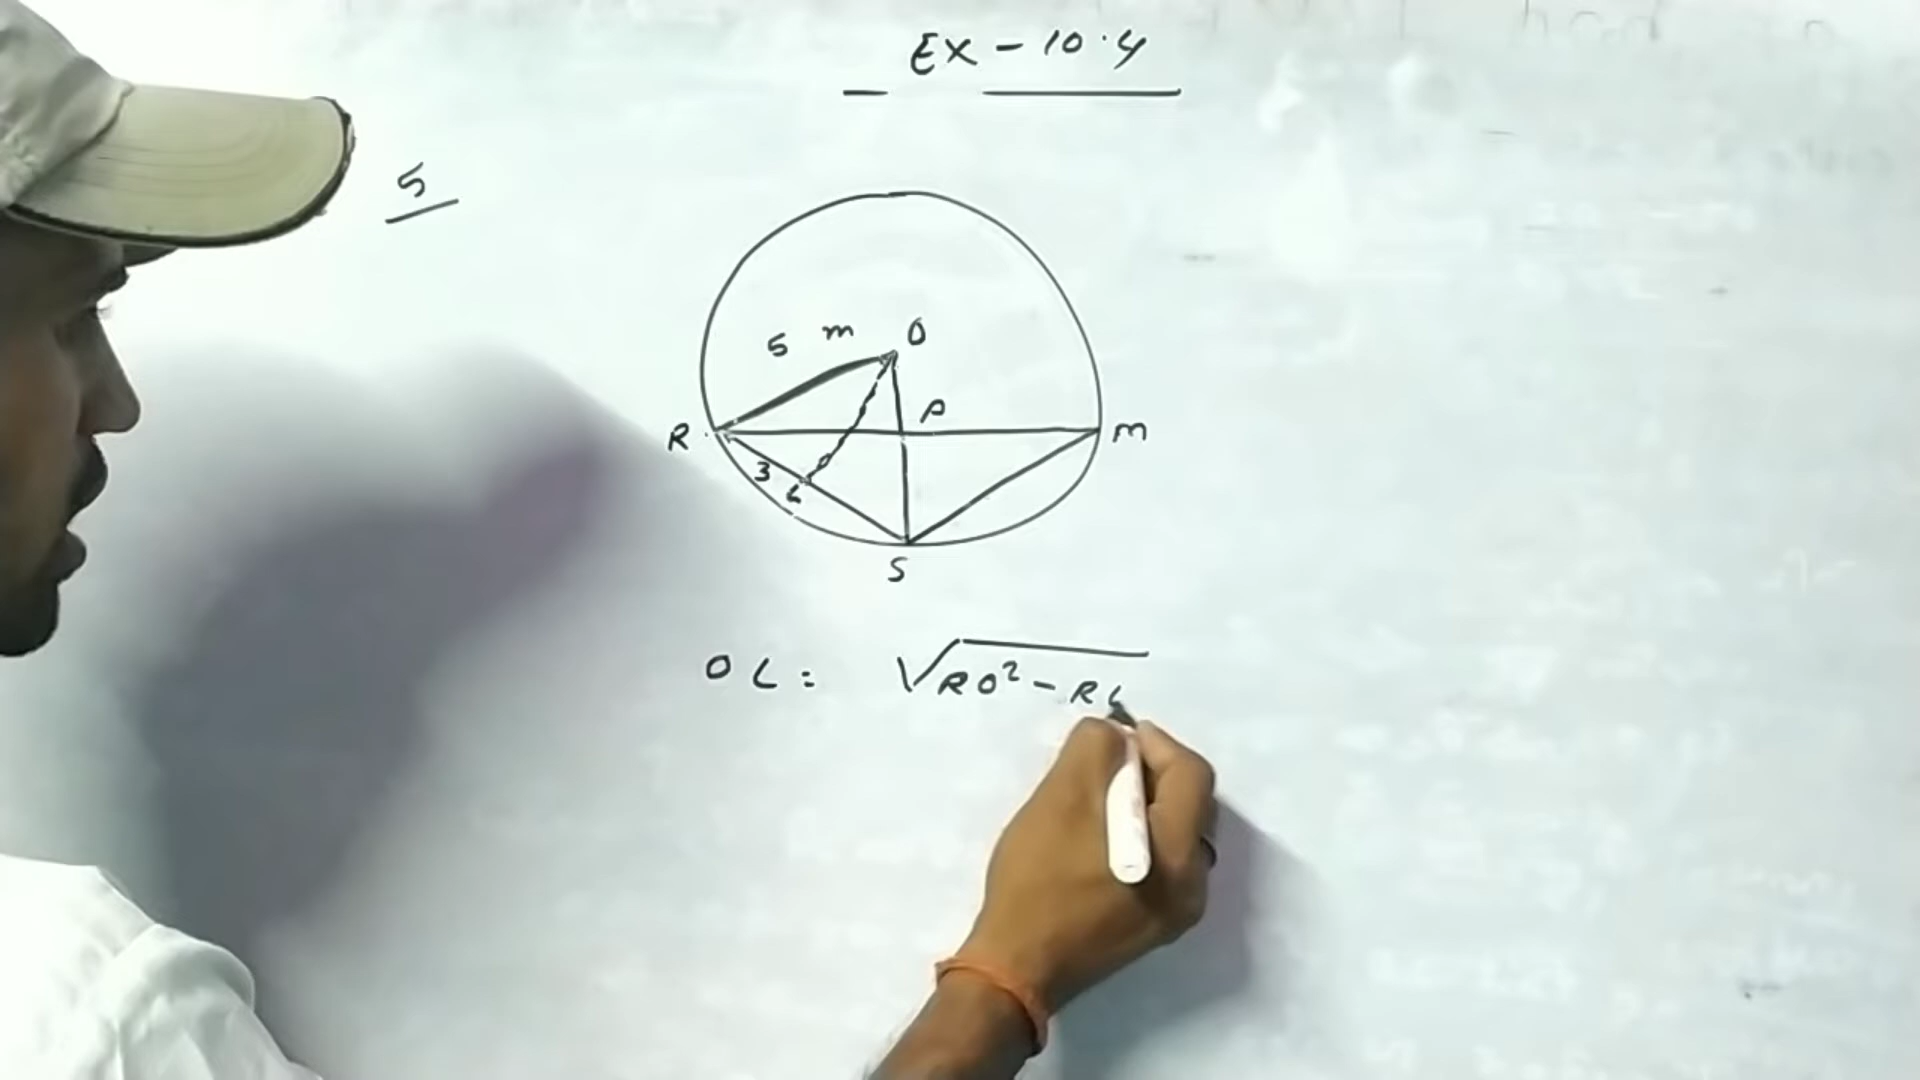 EX - 10.4
5
5 m O
P
R M
3
L
S
OL = √RO² - RL